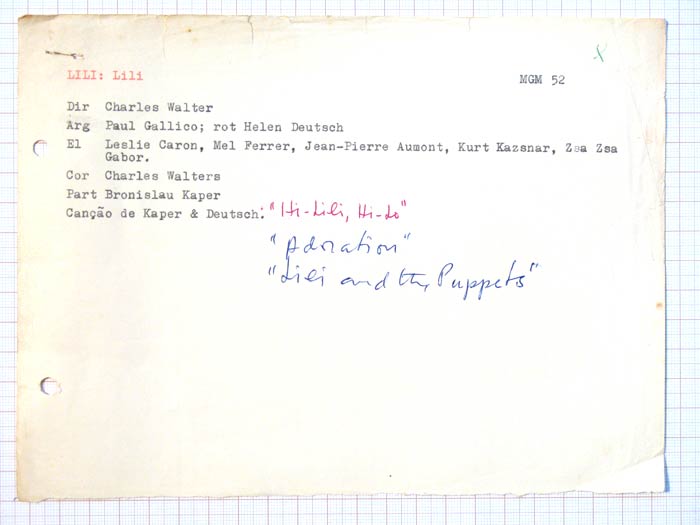 LILI: Lili
MGM 52
Dir Charles Walter
Arg Paul Gallico; rot Helen Deutsch
El Leslie Caron, Mel Ferrer, Jean-Pierre Aumont, Kurt Kazsnar, Zsa Zsa
Gabor.
Cor Charles Walters
Part Bronislau Kaper
Canção de Kaper & Deutsch: "Hi-Lili, Hi-Lo"
"Adoration"
"Lili and the Puppets"